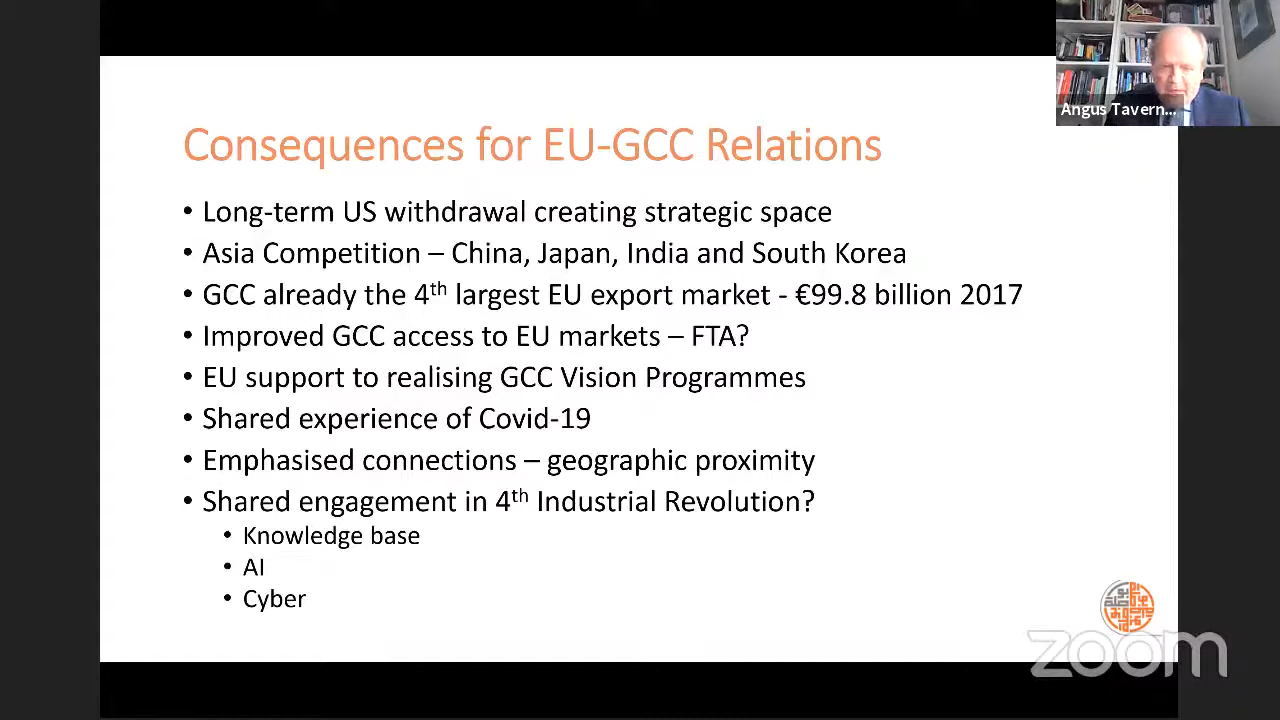 Angus Tavern...
Consequences for EU-GCC Relations
• Long-term US withdrawal creating strategic space
• Asia Competition – China, Japan, India and South Korea
• GCC already the 4th largest EU export market - €99.8 billion 2017
• Improved GCC access to EU markets – FTA?
• EU support to realising GCC Vision Programmes
• Shared experience of Covid-19
• Emphasised connections – geographic proximity
• Shared engagement in 4th Industrial Revolution?
• Knowledge base
• AI
• Cyber
zoom